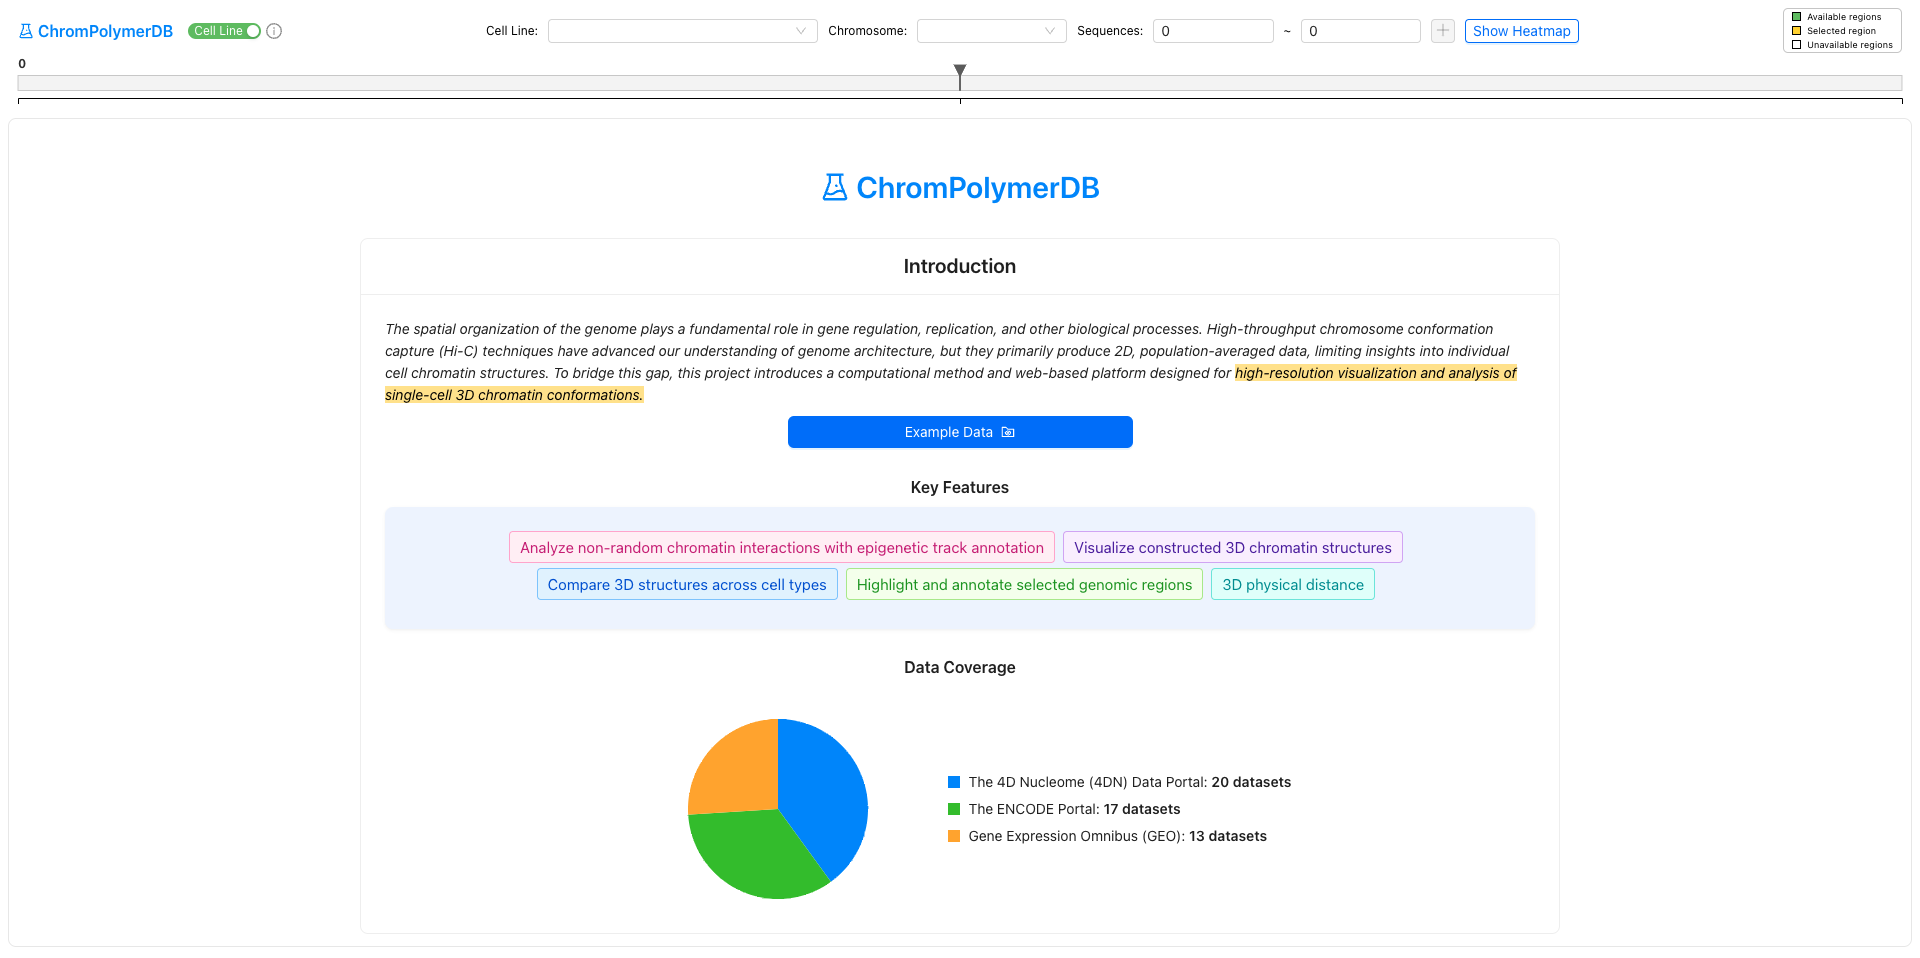 ChromPolymerDB
Cell Line
Cell Line:
Chromosome:
Sequences: 0 ~ 0
Show Heatmap
Available regions
Selected region
Unavailable regions
0
ChromPolymerDB
Introduction
The spatial organization of the genome plays a fundamental role in gene regulation, replication, and other biological processes. High-throughput chromosome conformation
capture (Hi-C) techniques have advanced our understanding of genome architecture, but they primarily produce 2D, population-averaged data, limiting insights into individual
cell chromatin structures. To bridge this gap, this project introduces a computational method and web-based platform designed for high-resolution visualization and analysis of
single-cell 3D chromatin conformations.
Example Data
Key Features
Analyze non-random chromatin interactions with epigenetic track annotation
Visualize constructed 3D chromatin structures
Compare 3D structures across cell types
Highlight and annotate selected genomic regions
3D physical distance
Data Coverage
The 4D Nucleome (4DN) Data Portal: 20 datasets
The ENCODE Portal: 17 datasets
Gene Expression Omnibus (GEO): 13 datasets